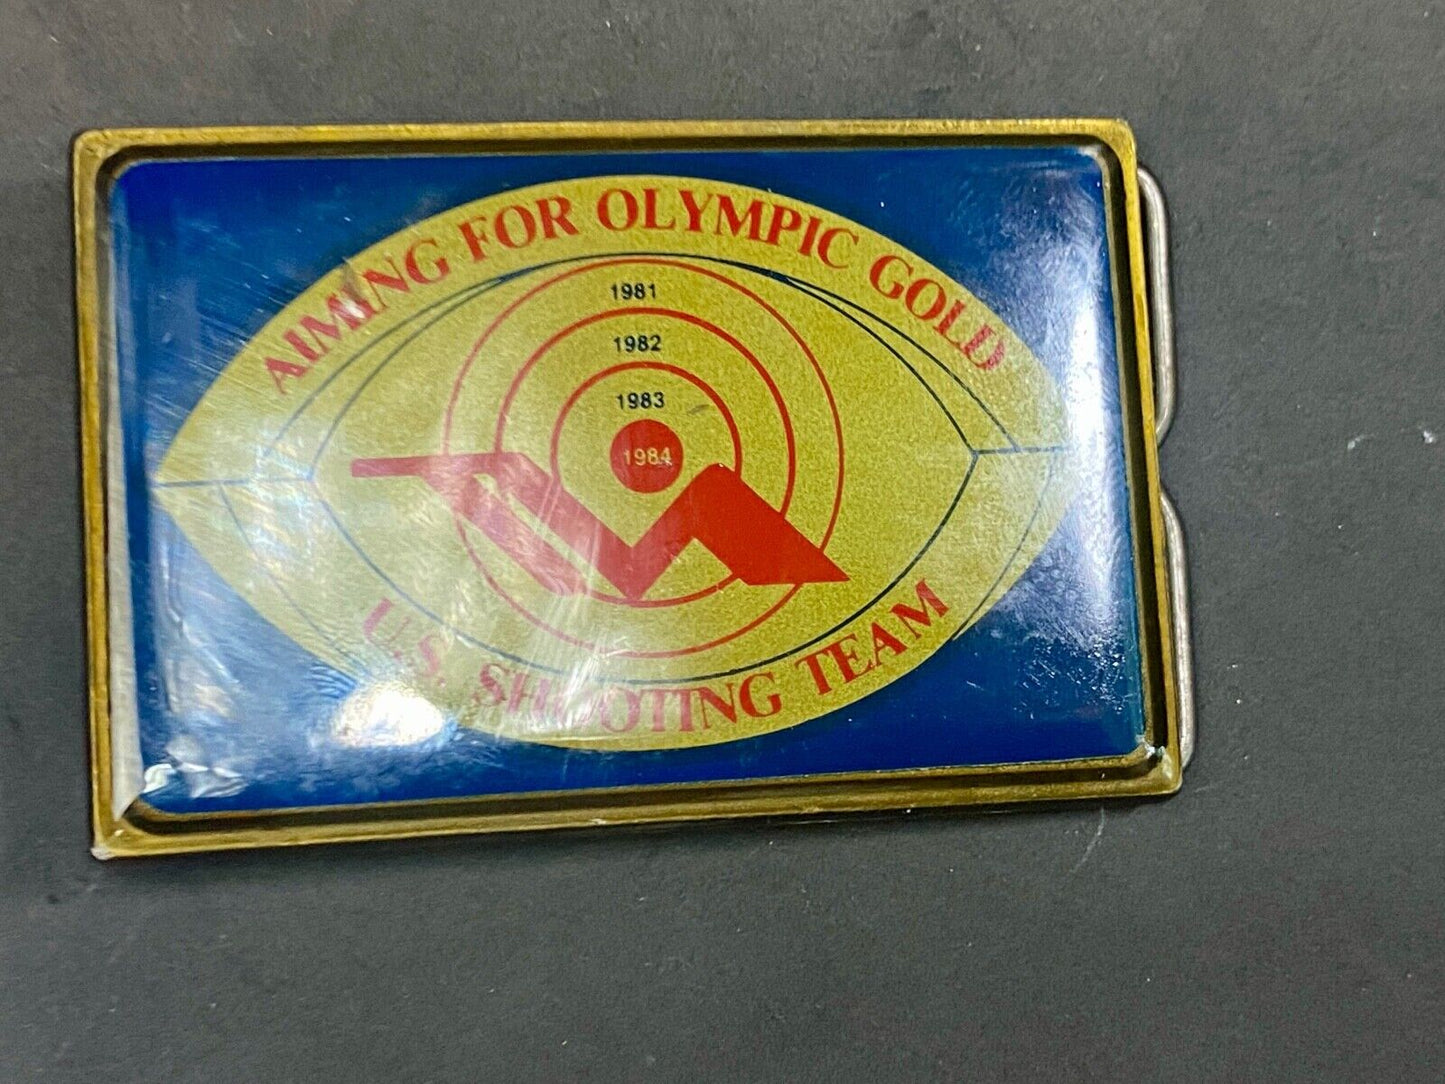 AIMING FOR OLYMPIC GOLD
1981
1982
1983
1984
U.S. SHOOTING TEAM